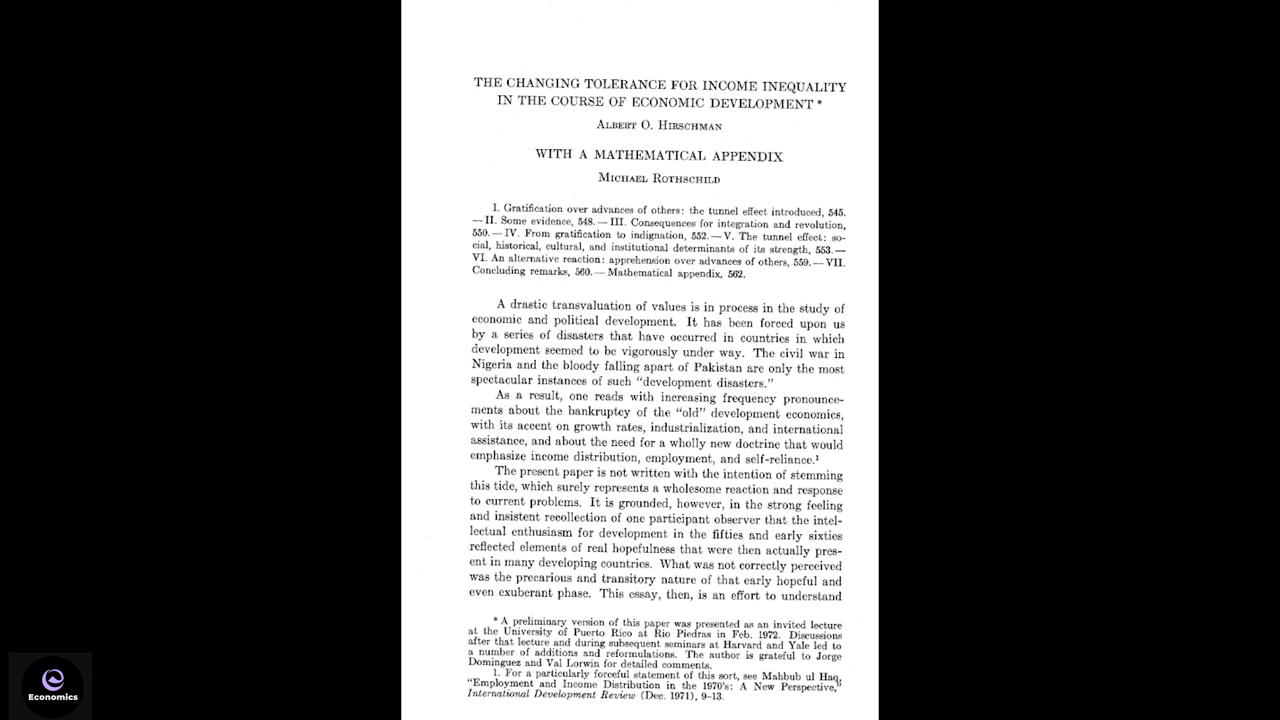 THE CHANGING TOLERANCE FOR INCOME INEQUALITY
IN THE COURSE OF ECONOMIC DEVELOPMENT *
ALBERT O. HIRSCHMAN
WITH A MATHEMATICAL APPENDIX
MICHAEL ROTHSCHILD
I. Gratification over advances of others: the tunnel effect introduced, 545.
— II. Some evidence, 548. — III. Consequences for integration and revolution,
550. — IV. From gratification to indignation, 552. — V. The tunnel effect: so-
cial, historical, cultural, and institutional determinants of its strength, 553. —
VI. An alternative reaction: apprehension over advances of others, 559. — VII.
Concluding remarks, 560. — Mathematical appendix, 562.
A drastic transvaluation of values is in process in the study of
economic and political development. It has been forced upon us
by a series of disasters that have occurred in countries in which
development seemed to be vigorously under way. The civil war in
Nigeria and the bloody falling apart of Pakistan are only the most
spectacular instances of such "development disasters."
As a result, one reads with increasing frequency pronounce-
ments about the bankruptcy of the "old" development economics,
with its accent on growth rates, industrialization, and international
assistance, and about the need for a wholly new doctrine that would
emphasize income distribution, employment, and self-reliance.¹
The present paper is not written with the intention of stemming
this tide, which surely represents a wholesome reaction and response
to current problems. It is grounded, however, in the strong feeling
and insistent recollection of one participant observer that the intel-
lectual enthusiasm for development in the fifties and early sixties
reflected elements of real hopefulness that were then actually pres-
ent in many developing countries. What was not correctly perceived
was the precarious and transitory nature of that early hopeful and
even exuberant phase. This essay, then, is an effort to understand
* A preliminary version of this paper was presented as an invited lecture
at the University of Puerto Rico at Rio Piedras in Feb. 1972. Discussions
after that lecture and during subsequent seminars at Harvard and Yale led to
a number of additions and reformulations. The author is grateful to Jorge
Dominguez and Val Lorwin for detailed comments.
1. For a particularly forceful statement of this sort, see Mahbub ul Haq,
"Employment and Income Distribution in the 1970's: A New Perspective,"
International Development Review (Dec. 1971), 9–13.
Economics